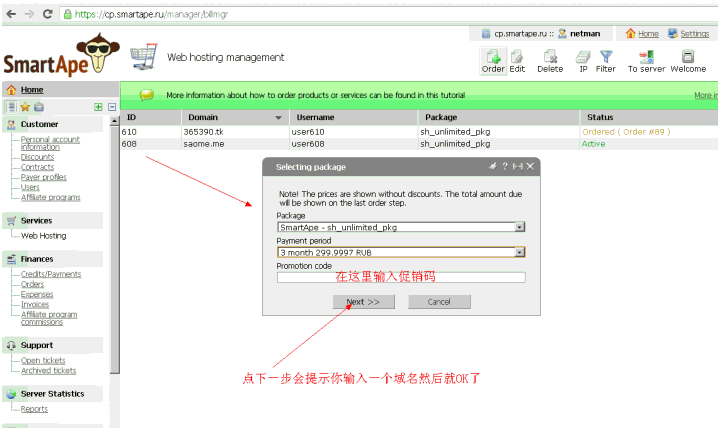 https://cp.smartape.ru/manager/billmgr
cp.smartape.ru :: netman Home Settings
SmartApe
Web hosting management
Order Edit Delete IP Filter To server Welcome
Home
More information about how to order products or services can be found in this tutorial More in
ID Domain Username Package Status
610 365390.tk user610 sh_unlimited_pkg Ordered ( Order #89 )
608 saome.me user608 sh_unlimited_pkg Active
Customer
Personal account
information
Discounts
Contracts
Payer profiles
Users
Affiliate programs
Services
Web Hosting
Finances
Credits/Payments
Orders
Expenses
Invoices
Affiliate program
commissions
Support
Open tickets
Archived tickets
Server Statistics
Reports
Selecting package
Note! The prices are shown without discounts. The total amount due
will be shown on the last order step.
Package
SmartApe - sh_unlimited_pkg
Payment period
3 month 299.9997 RUB
Promotion code
在这里输入促销码
Next >> Cancel
点下一步会提示你输入一个域名然后就OK了